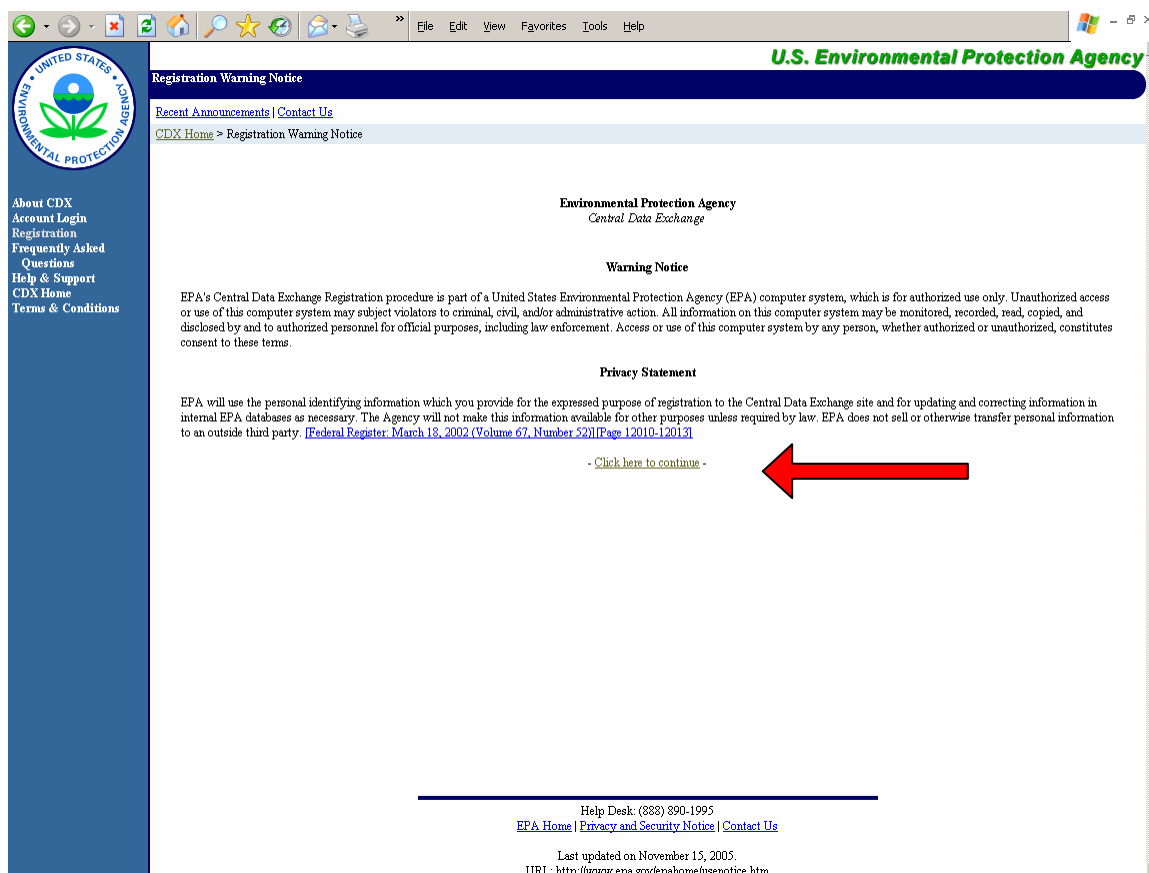 » File Edit View Favorites Tools Help
U.S. Environmental Protection Agency
UNITED STATES • ENVIRONMENTAL PROTECTION AGENCY •
Registration Warning Notice
Recent Announcements | Contact Us
CDX Home > Registration Warning Notice
About CDX
Account Login
Registration
Frequently Asked
Questions
Help & Support
CDX Home
Terms & Conditions
Environmental Protection Agency
Central Data Exchange
Warning Notice
EPA's Central Data Exchange Registration procedure is part of a United States Environmental Protection Agency (EPA) computer system, which is for authorized use only. Unauthorized access
or use of this computer system may subject violators to criminal, civil, and/or administrative action. All information on this computer system may be monitored, recorded, read, copied, and
disclosed by and to authorized personnel for official purposes, including law enforcement. Access or use of this computer system by any person, whether authorized or unauthorized, constitutes
consent to these terms.
Privacy Statement
EPA will use the personal identifying information which you provide for the expressed purpose of registration to the Central Data Exchange site and for updating and correcting information in
internal EPA databases as necessary. The Agency will not make this information available for other purposes unless required by law. EPA does not sell or otherwise transfer personal information
to an outside third party. [Federal Register: March 18, 2002 (Volume 67, Number 52)][Page 12010-12013]
- Click here to continue -
Help Desk: (888) 890-1995
EPA Home | Privacy and Security Notice | Contact Us
Last updated on November 15, 2005.
URL: http://www.epa.gov/epahome/usenotice.htm